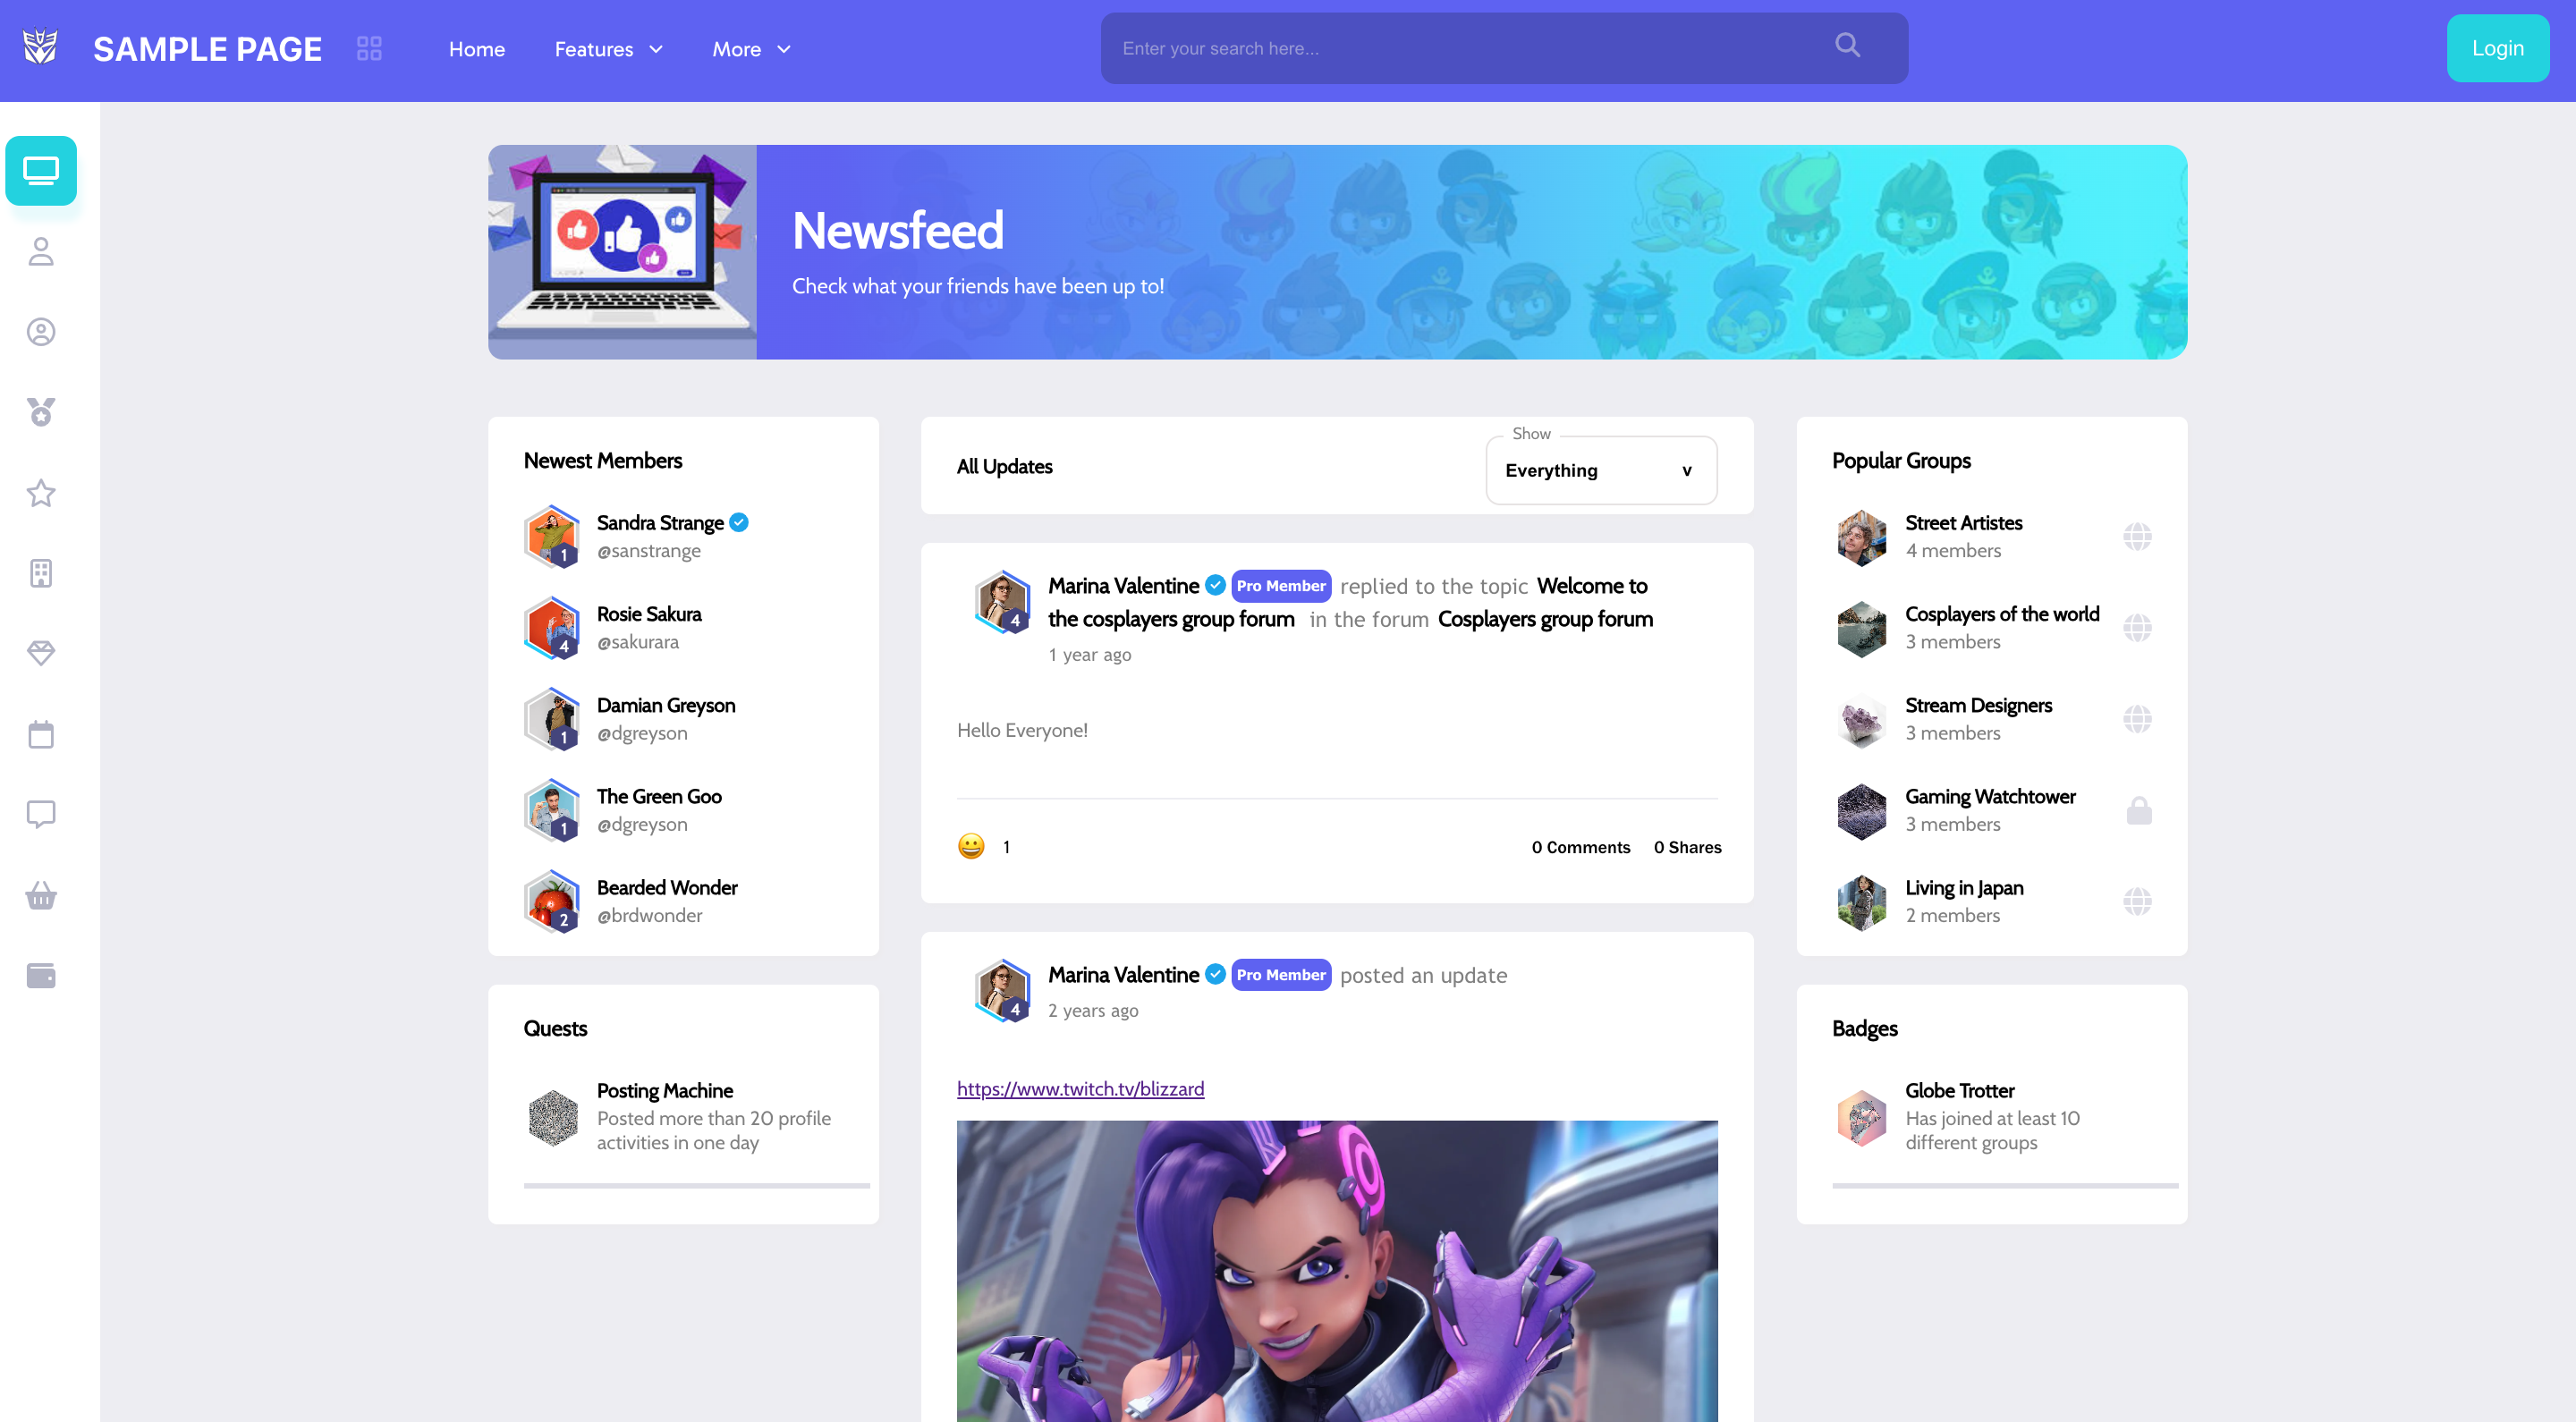 SAMPLE PAGE
Home
Features
More
Enter your search here...
Login
Newsfeed
Check what your friends have been up to!
Newest Members
Sandra Strange
@sanstrange
1
Rosie Sakura
@sakurara
4
Damian Greyson
@dgreyson
1
The Green Goo
@dgreyson
1
Bearded Wonder
@brdwonder
2
Quests
Posting Machine
Posted more than 20 profile
activities in one day
All Updates
Show
Everything v
Marina Valentine Pro Member replied to the topic Welcome to
the cosplayers group forum in the forum Cosplayers group forum
4
1 year ago
Hello Everyone!
1
0 Comments 0 Shares
Marina Valentine Pro Member posted an update
4
2 years ago
https://www.twitch.tv/blizzard
Popular Groups
Street Artistes
4 members
Cosplayers of the world
3 members
Stream Designers
3 members
Gaming Watchtower
3 members
Living in Japan
2 members
Badges
Globe Trotter
Has joined at least 10
different groups